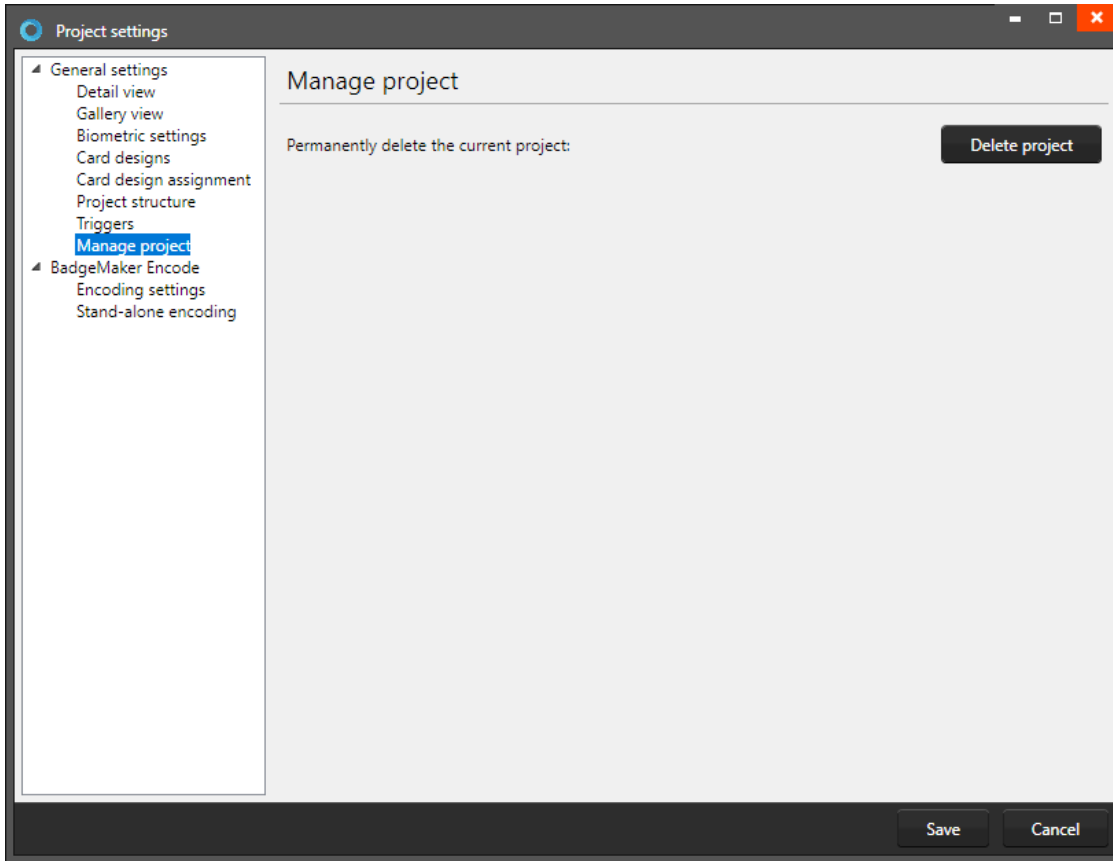 Project settings
General settings
Detail view
Gallery view
Biometric settings
Card designs
Card design assignment
Project structure
Triggers
Manage project
BadgeMaker Encode
Encoding settings
Stand-alone encoding
Manage project
Permanently delete the current project:
Delete project
Save
Cancel